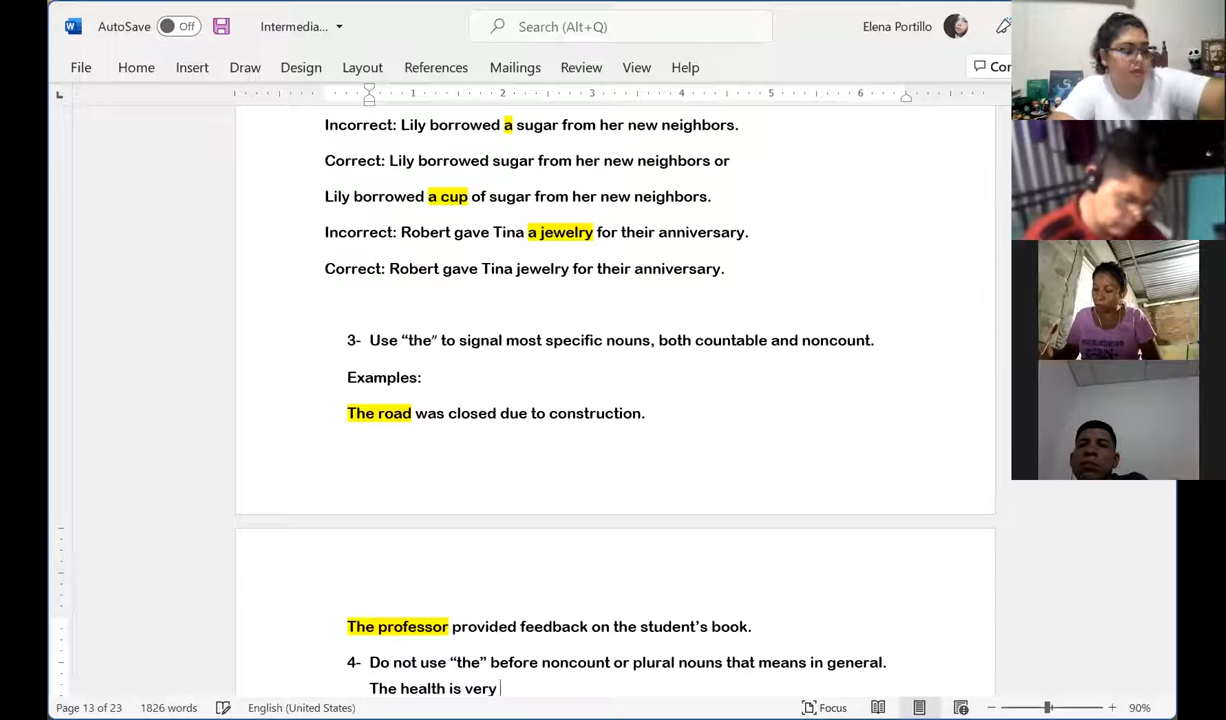 AutoSave Off Intermedia... Search (Alt+Q) Elena Portillo
File Home Insert Draw Design Layout References Mailings Review View Help
1 2 3 4 5 6
Incorrect: Lily borrowed a sugar from her new neighbors.
Correct: Lily borrowed sugar from her new neighbors or
Lily borrowed a cup of sugar from her new neighbors.
Incorrect: Robert gave Tina a jewelry for their anniversary.
Correct: Robert gave Tina jewelry for their anniversary.
3- Use “the” to signal most specific nouns, both countable and noncount.
Examples:
The road was closed due to construction.
The professor provided feedback on the student’s book.
4- Do not use “the” before noncount or plural nouns that means in general.
The health is very
Page 13 of 23 1826 words English (United States) Focus 90%